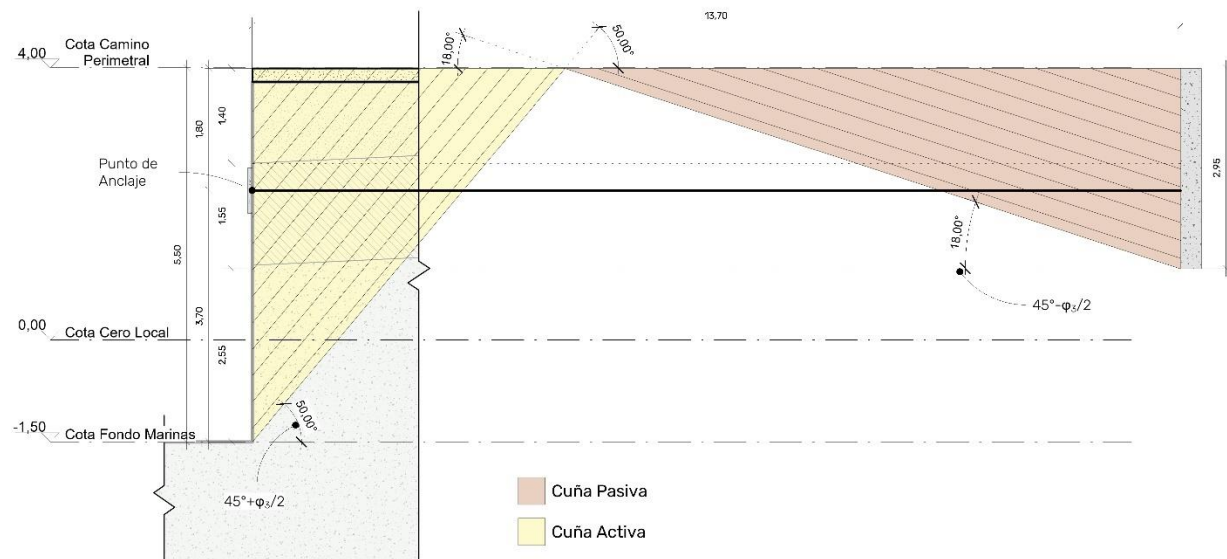 13,70
4,00
Cota Camino
Perimetral
18,00°
50,00°
1,80
1,40
Punto de
Anclaje
1,55
2,95
5,50
18,00°
45°-φ₃/2
3,70
0,00
Cota Cero Local
2,55
50,00°
-1,50
Cota Fondo Marinas
45°+φ₃/2
Cuña Pasiva
Cuña Activa